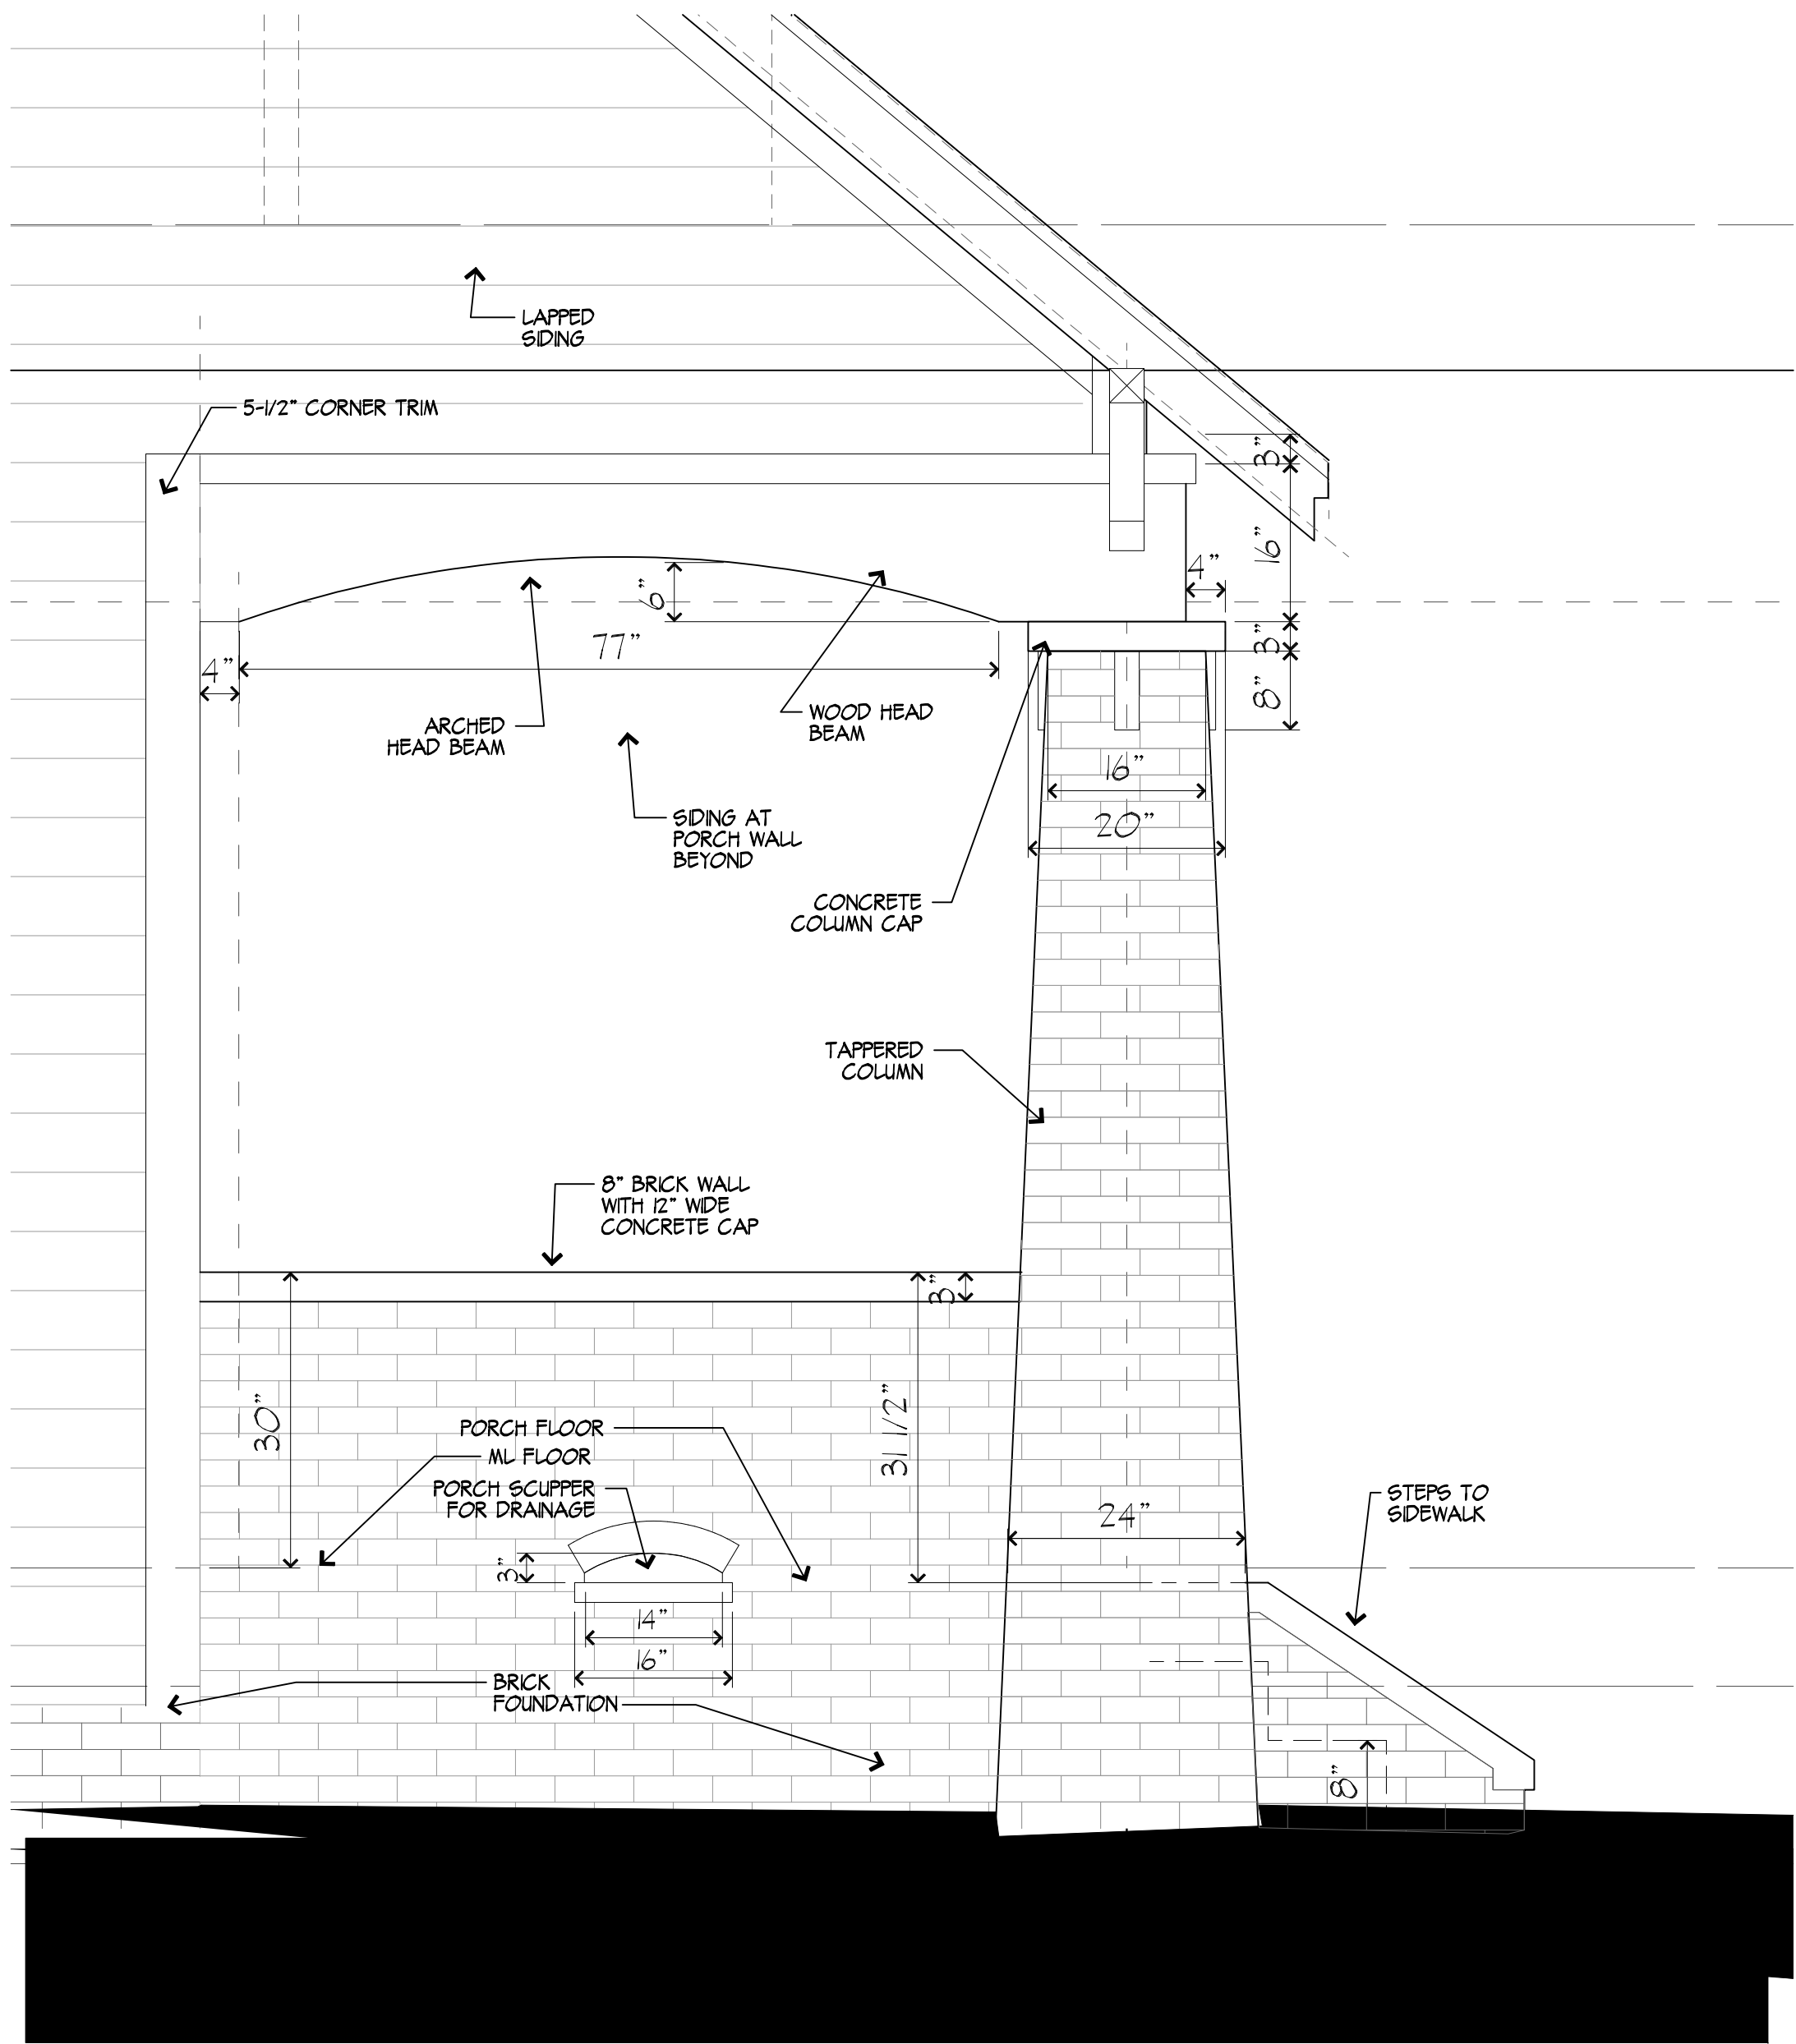 LAPPED
SIDING
5-1/2" CORNER TRIM
3"
16"
4"
6"
77"
3"
4"
8"
ARCHED
HEAD BEAM
WOOD HEAD
BEAM
16"
20"
SIDING AT
PORCH WALL
BEYOND
CONCRETE
COLUMN CAP
TAPPERED
COLUMN
8" BRICK WALL
WITH 12" WIDE
CONCRETE CAP
3"
30"
31 1/2"
PORCH FLOOR
ML FLOOR
PORCH SCUPPER
FOR DRAINAGE
24"
STEPS TO
SIDEWALK
3"
14"
16"
BRICK
FOUNDATION
8"